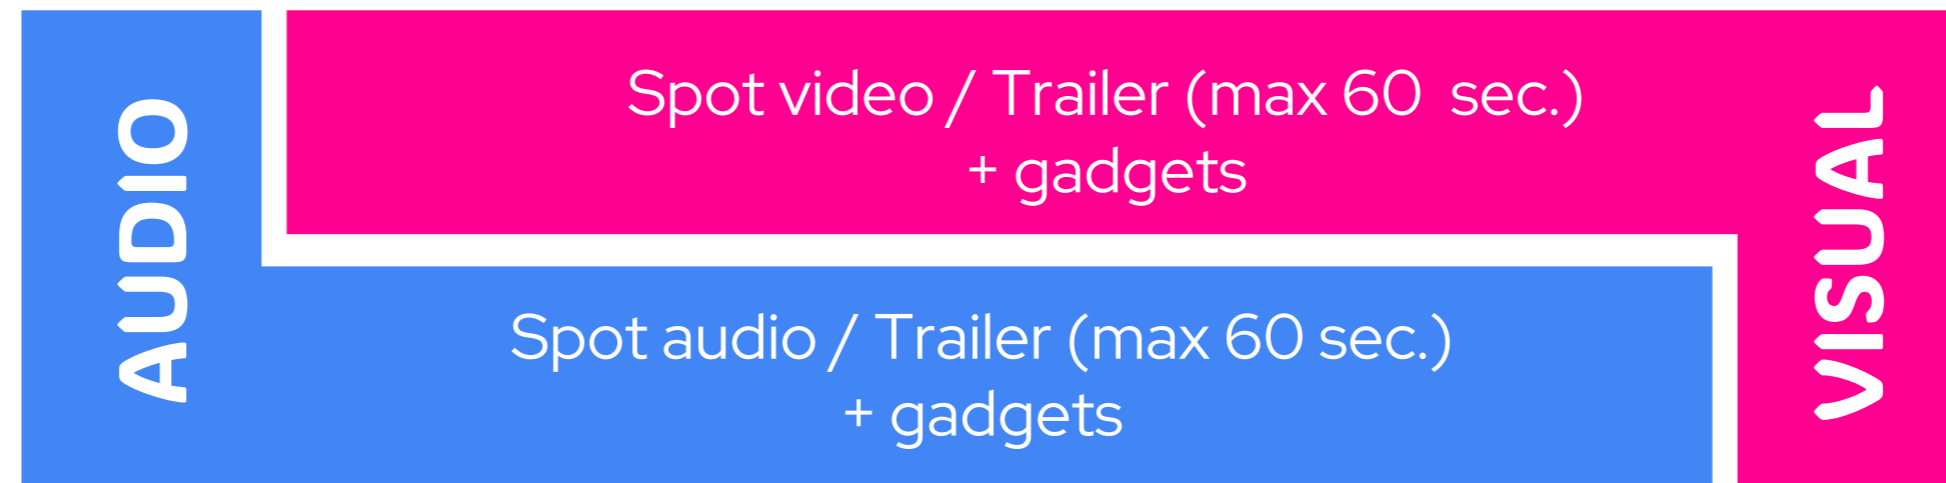 AUDIO
Spot video / Trailer (max 60 sec.)
+ gadgets
Spot audio / Trailer (max 60 sec.)
+ gadgets
VISUAL